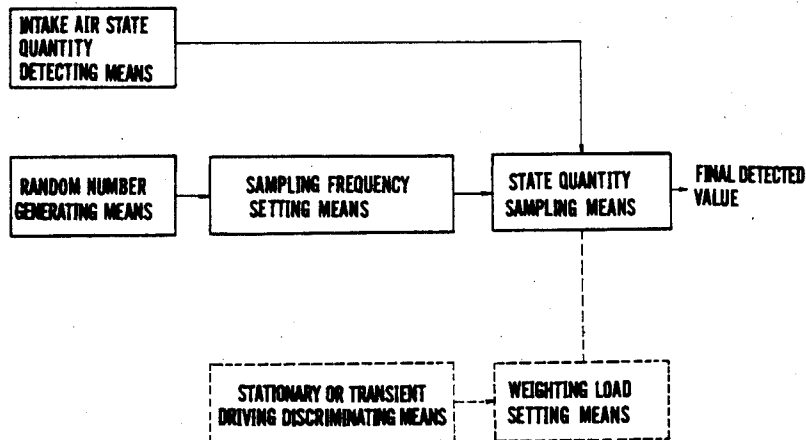 INTAKE AIR STATE
QUANTITY
DETECTING MEANS
RANDOM NUMBER
GENERATING MEANS
SAMPLING FREQUENCY
SETTING MEANS
STATE QUANTITY
SAMPLING MEANS
FINAL DETECTED
VALUE
STATIONARY OR TRANSIENT
DRIVING DISCRIMINATING MEANS
WEIGHTING LOAD
SETTING MEANS